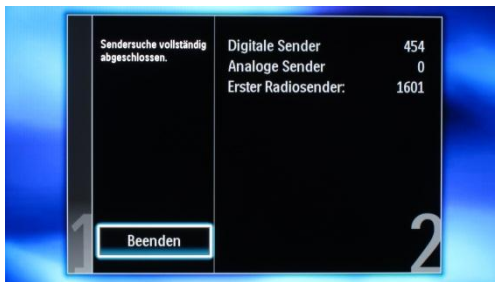 Sendersuche vollständig
abgeschlossen.
Digitale Sender 454
Analoge Sender 0
Erster Radiosender: 1601
1
Beenden
2